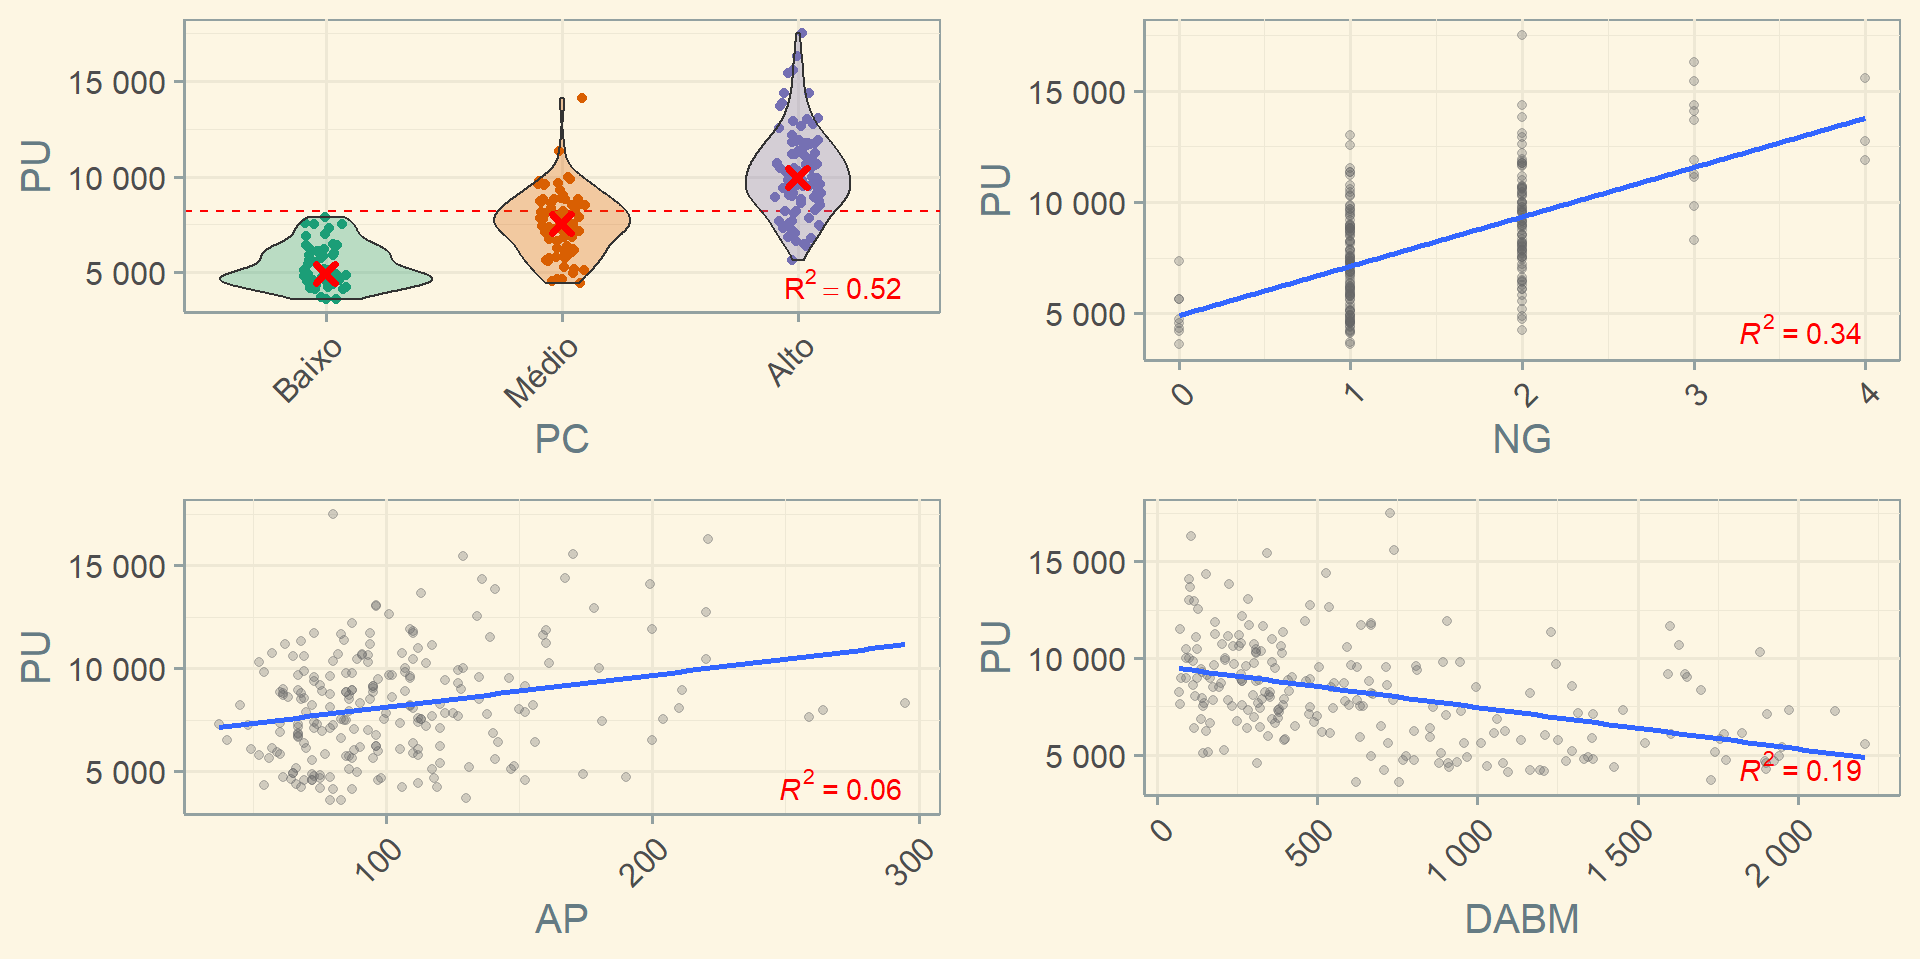 PU
15 000
10 000
5 000
R² = 0.52
Baixo
Médio
Alto
PC
PU
15 000
10 000
5 000
R² = 0.34
0
1
2
3
4
NG
PU
15 000
10 000
5 000
R² = 0.06
100
200
300
AP
PU
15 000
10 000
5 000
R² = 0.19
0
500
1 000
1 500
2 000
DABM